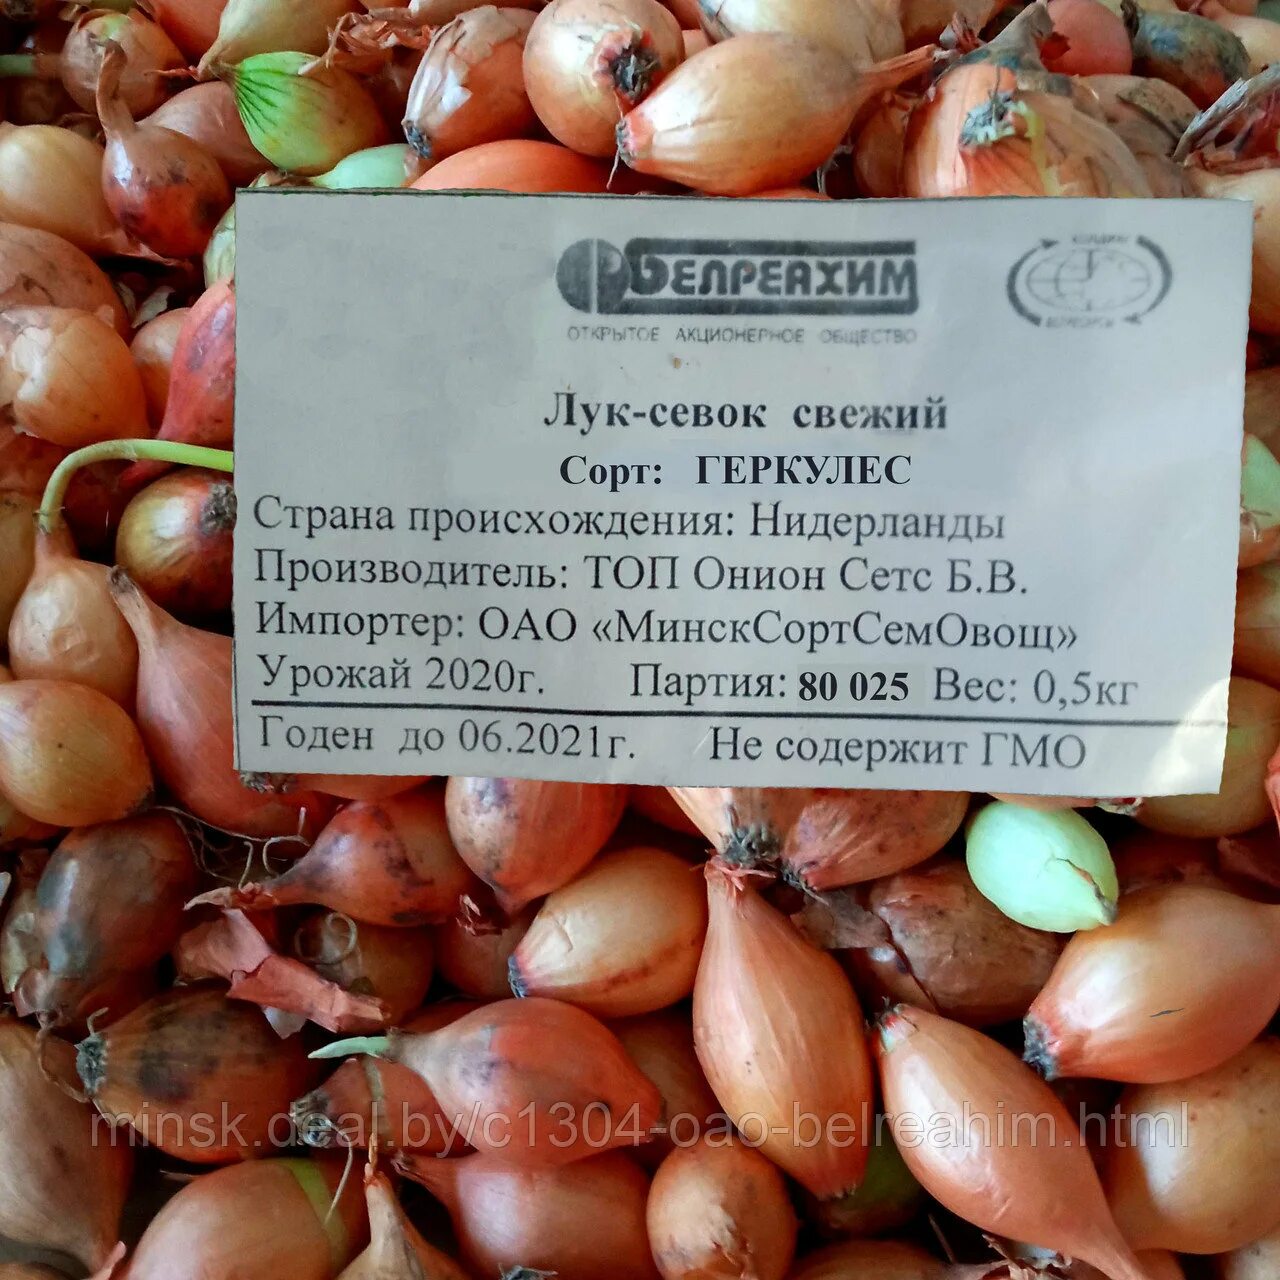 БЕЛРЕАХИМ
ОТКРЫТОЕ АКЦИОНЕРНОЕ ОБЩЕСТВО
Лук-севок свежий
Сорт: ГЕРКУЛЕС
Страна происхождения: Нидерланды
Производитель: ТОП Онион Сетс Б.В.
Импортер: ОАО «МинскСортСемОвощ»
Урожай 2020г. Партия: 80 025 Вес: 0,5кг
Годен до 06.2021г. Не содержит ГМО
minsk.deal.by/c1304-oao-belreahim.html